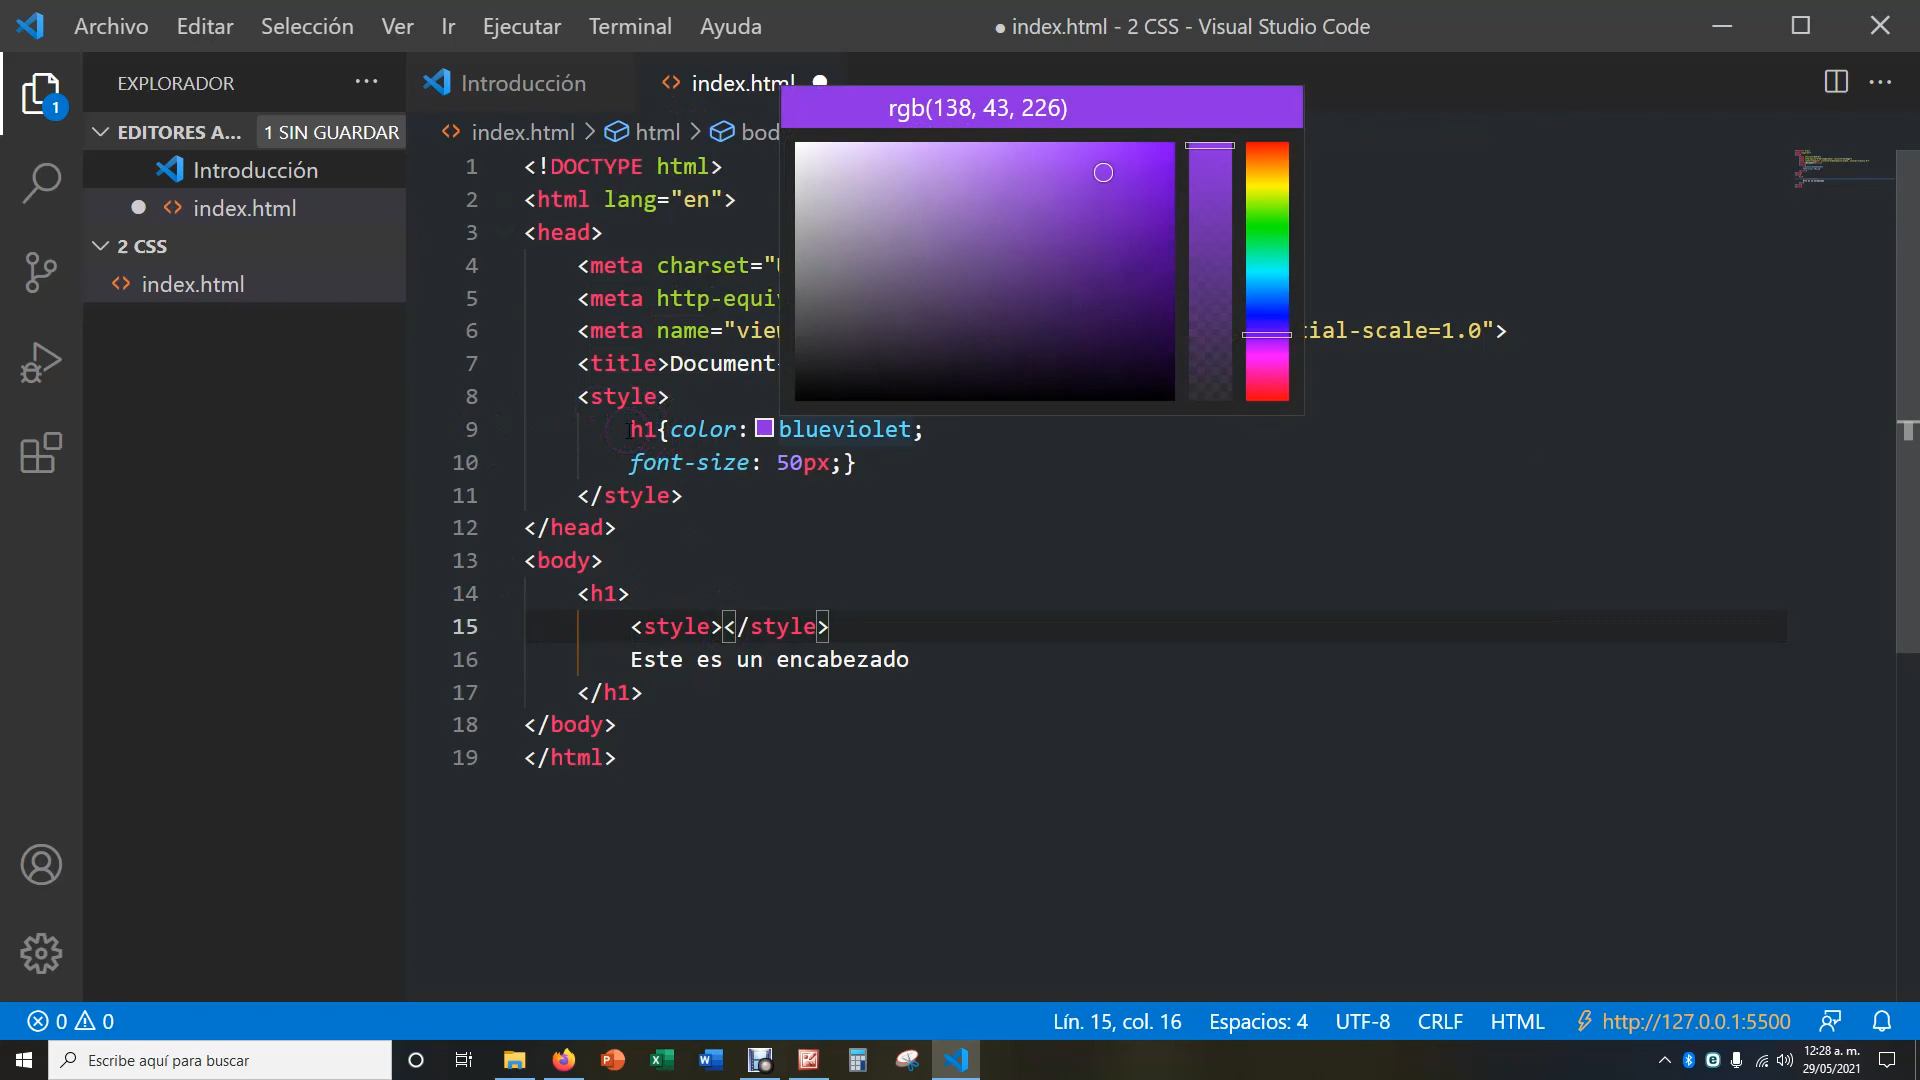 Archivo Editar Selección Ver Ir Ejecutar Terminal Ayuda
● index.html - 2 CSS - Visual Studio Code
EXPLORADOR
EDITORES A... 1 SIN GUARDAR
Introducción
index.html
2 CSS
index.html
1
Introducción
index.html
index.html > html >
rgb(138, 43, 226)
1 <!DOCTYPE html>
2 <html lang="en">
3 <head>
4 <meta charset="
5 <meta
6 <meta name=" -scale=1.0">
7 <title>Document
8 <style>
9 h1{color: blueviolet;
10 font-size: 50px;}
11 </style>
12 </head>
13 <body>
14 <h1>
15 <style></style>
16 Este es un encabezado
17 </h1>
18 </body>
19 </html>
0 0
Lín. 15, col. 16 Espacios: 4 UTF-8 CRLF HTML http://127.0.0.1:5500
Escribe aquí para buscar
12:28 a. m.
29/05/2021